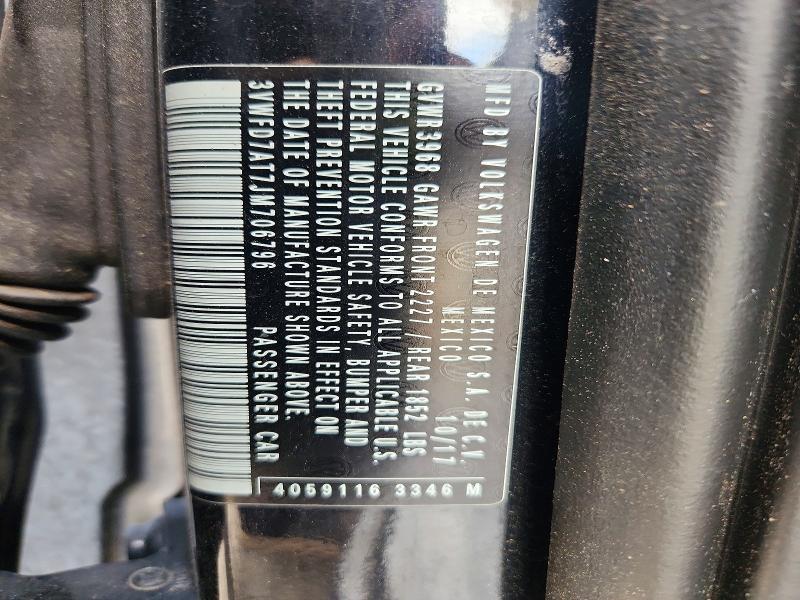 MFD BY VOLKSWAGEN DE MEXICO S.A. DE C.V.
MEXICO 10/17
GVWR 3968 GAWR FRONT 2227 / REAR 1852 LBS
THIS VEHICLE CONFORMS TO ALL APPLICABLE U.S.
FEDERAL MOTOR VEHICLE SAFETY, BUMPER AND
THEFT PREVENTION STANDARDS IN EFFECT ON
THE DATE OF MANUFACTURE SHOWN ABOVE.
3VWFD7AT7JM706796 PASSENGER CAR
4059116 3346 M